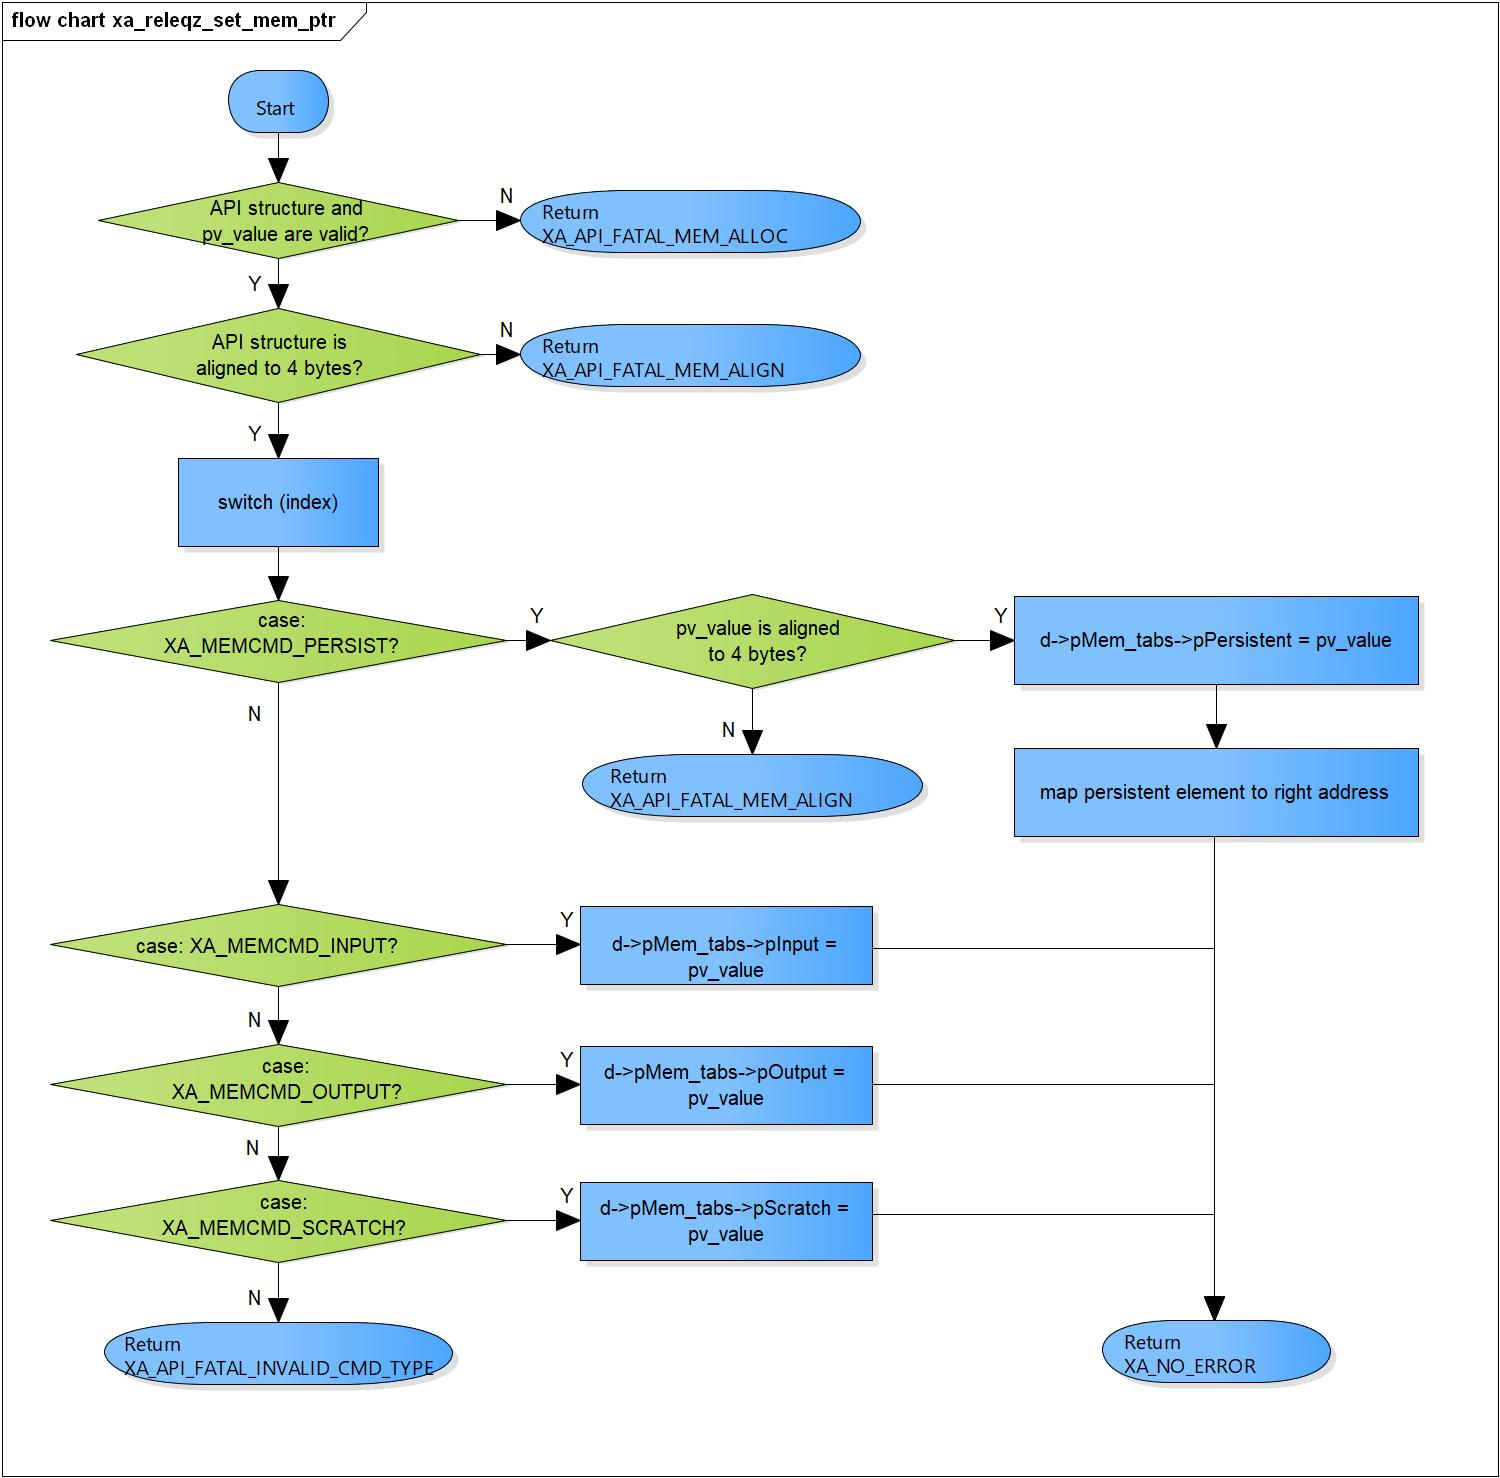 flow chart xa_releqz_set_mem_ptr
Start
API structure and
pv_value are valid?
N
Return
XA_API_FATAL_MEM_ALLOC
Y
API structure is
aligned to 4 bytes?
N
Return
XA_API_FATAL_MEM_ALIGN
Y
switch (index)
case:
XA_MEMCMD_PERSIST?
Y
pv_value is aligned
to 4 bytes?
Y
d->pMem_tabs->pPersistent = pv_value
N
N
Return
XA_API_FATAL_MEM_ALIGN
map persistent element to right address
case: XA_MEMCMD_INPUT?
Y
d->pMem_tabs->pInput =
pv_value
N
case:
XA_MEMCMD_OUTPUT?
Y
d->pMem_tabs->pOutput =
pv_value
N
case:
XA_MEMCMD_SCRATCH?
Y
d->pMem_tabs->pScratch =
pv_value
N
Return
XA_API_FATAL_INVALID_CMD_TYPE
Return
XA_NO_ERROR